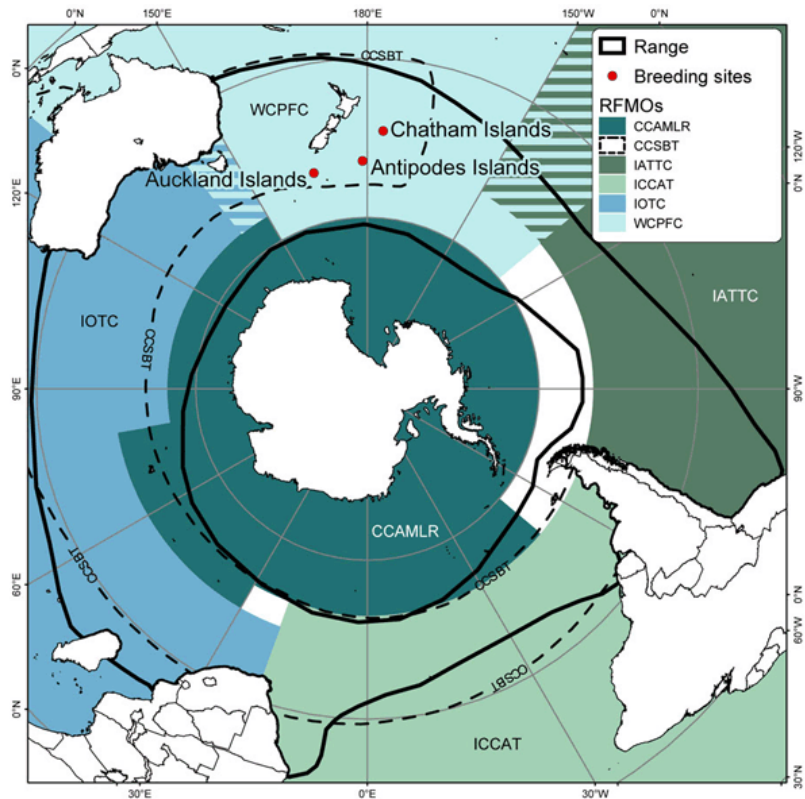 0°N
150°E
180°E
150°W
0°N
0°N
CCSBT
Range
Breeding sites
RFMOs
CCAMLR
CCSBT
IATTC
ICCAT
IOTC
WCPFC
WCPFC
Chatham Islands
Antipodes Islands
Auckland Islands
120°W
0°N
120°E
IATTC
IOTC
CCSBT
90°E
90°W
CCAMLR
CCSBT
CCSBT
60°E
0°N
60°W
CCSBT
0°N
ICCAT
30°N
30°E
0°E
30°W